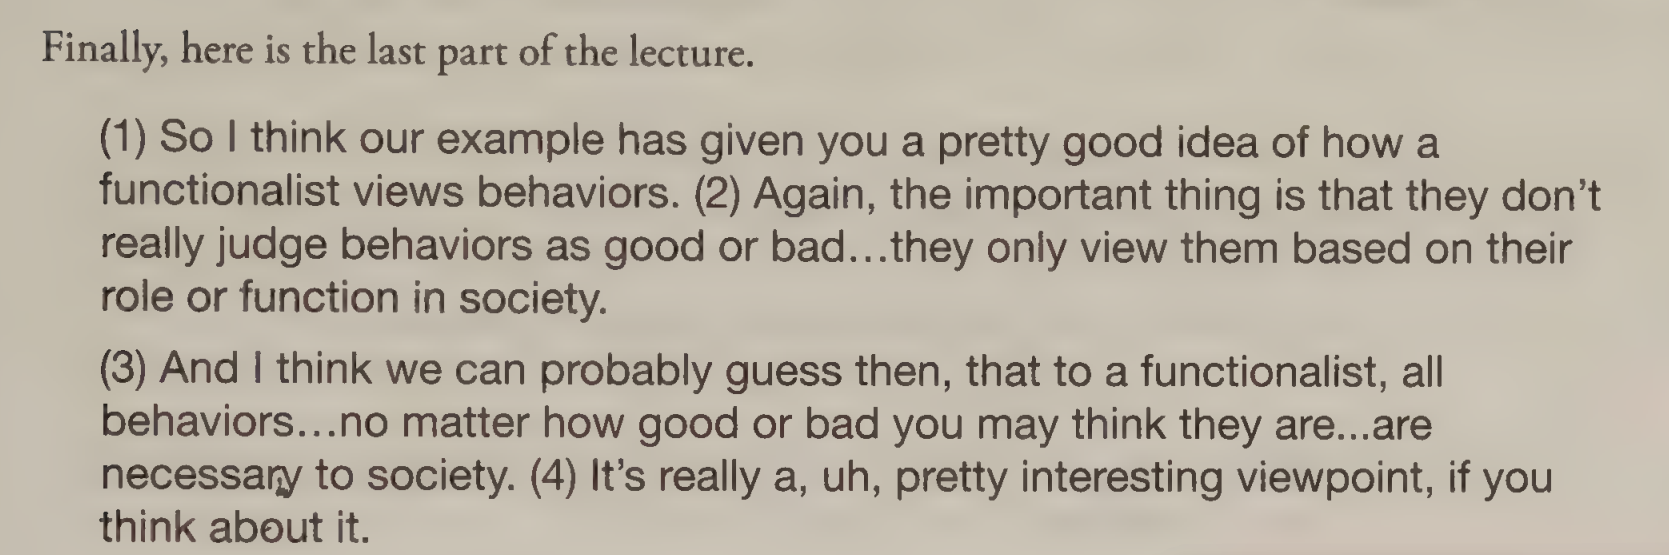 Finally, here is the last part of the lecture.
(1) So I think our example has given you a pretty good idea of how a
functionalist views behaviors. (2) Again, the important thing is that they don't
really judge behaviors as good or bad...they only view them based on their
role or function in society.
(3) And I think we can probably guess then, that to a functionalist, all
behaviors...no matter how good or bad you may think they are...are
necessary to society. (4) It's really a, uh, pretty interesting viewpoint, if you
think about it.